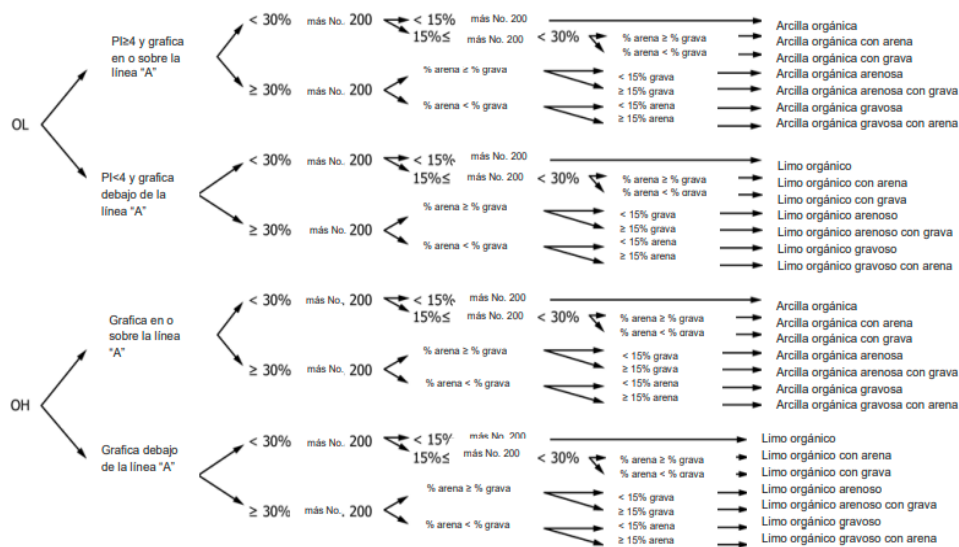 < 30% más No. 200 < 15% más No. 200 Arcilla orgánica
PI≥4 y grafica 15%≤ más No. 200 < 30% % arena ≥ % grava Arcilla orgánica con arena
en o sobre la % arena < % grava Arcilla orgánica con grava
línea "A" % arena ≥ % grava < 15% grava Arcilla orgánica arenosa
≥ 30% más No. 200 ≥ 15% grava Arcilla orgánica arenosa con grava
% arena < % grava < 15% arena Arcilla orgánica gravosa
OL ≥ 15% arena Arcilla orgánica gravosa con arena
< 30% más No. 200 < 15% más No. 200 Limo orgánico
PI<4 y grafica 15%≤ más No. 200 < 30% % arena ≥ % grava Limo orgánico con arena
debajo de la % arena < % grava Limo orgánico con grava
línea "A" % arena ≥ % grava < 15% grava Limo orgánico arenoso
≥ 30% más No. 200 ≥ 15% grava Limo orgánico arenoso con grava
% arena < % grava < 15% arena Limo orgánico gravoso
≥ 15% arena Limo orgánico gravoso con arena
< 30% más No., 200 < 15% más No. 200 Arcilla orgánica
Grafica en o 15%≤ más No. 200 < 30% % arena ≥ % grava Arcilla orgánica con arena
sobre la línea % arena < % grava Arcilla orgánica con grava
"A" % arena ≥ % grava < 15% grava Arcilla orgánica arenosa
≥ 30% más No. 200 ≥ 15% grava Arcilla orgánica arenosa con grava
% arena < % grava < 15% arena Arcilla orgánica gravosa
OH ≥ 15% arena Arcilla orgánica gravosa con arena
< 30% más No. 200 < 15% más No. 200 Limo orgánico
Grafica debajo 15%≤ más No. 200 < 30% % arena ≥ % grava Limo orgánico con arena
de la línea "A" % arena < % grava Limo orgánico con grava
% arena ≥ % grava < 15% grava Limo orgánico arenoso
≥ 30% más No., 200 ≥ 15% grava Limo orgánico arenoso con grava
% arena < % grava < 15% arena Limo orgánico gravoso
≥ 15% arena Limo orgánico gravoso con arena